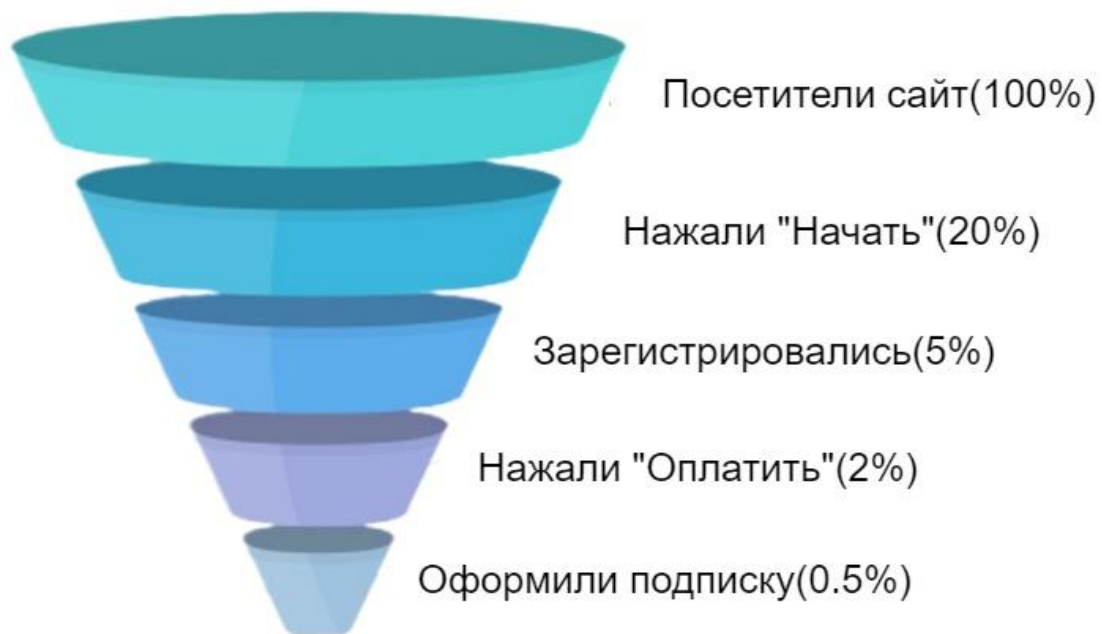 Посетители сайт(100%)
Нажали "Начать"(20%)
Зарегистрировались(5%)
Нажали "Оплатить"(2%)
Оформили подписку(0.5%)